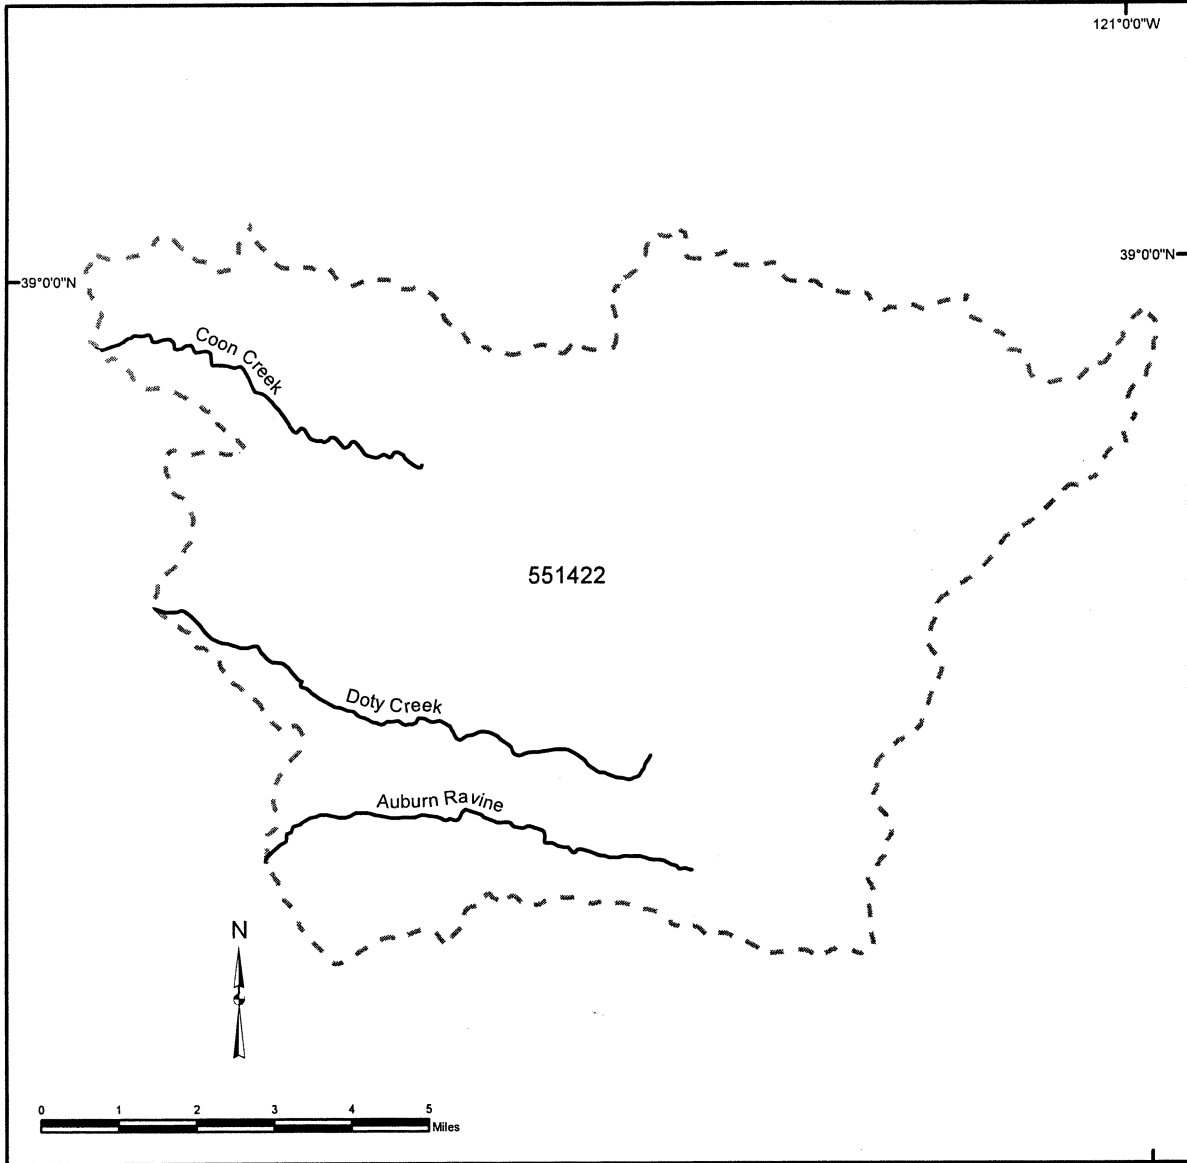 121°0'0"W
39°0'0"N
39°0'0"N
Coon Creek
551422
Doty Creek
Auburn Ravine
N
0 1 2 3 4 5
Miles